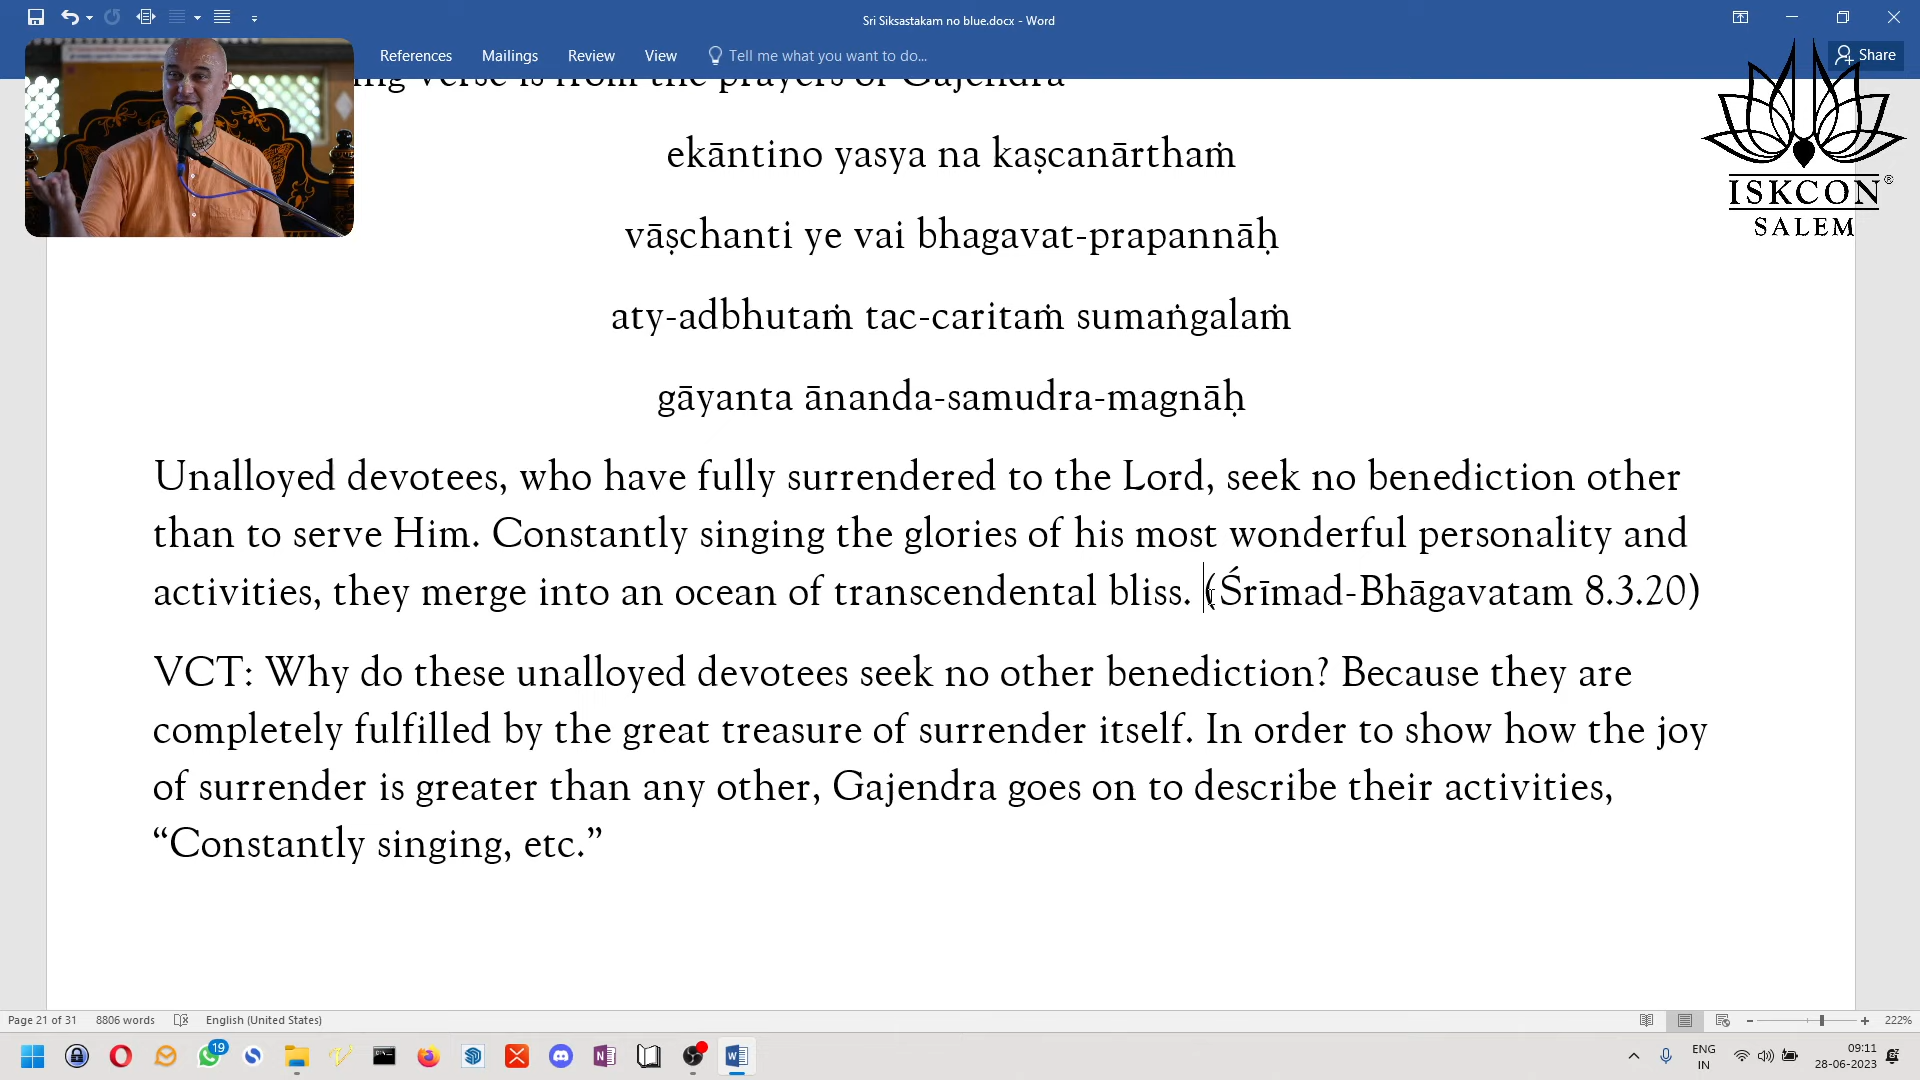 Sri Siksastakam no blue.docx - Word
References Mailings Review View Tell me what you want to do... Share
verse is from the prayers of Gajendra
ekāntino yasya na kaṣcanārthaṁ
vāṣchanti ye vai bhagavat-prapannāḥ
aty-adbhutaṁ tac-caritaṁ sumaṅgalaṁ
gāyanta ānanda-samudra-magnāḥ
ISKCON®
SALEM
Unalloyed devotees, who have fully surrendered to the Lord, seek no benediction other
than to serve Him. Constantly singing the glories of his most wonderful personality and
activities, they merge into an ocean of transcendental bliss. (Śrīmad-Bhāgavatam 8.3.20)
VCT: Why do these unalloyed devotees seek no other benediction? Because they are
completely fulfilled by the great treasure of surrender itself. In order to show how the joy
of surrender is greater than any other, Gajendra goes on to describe their activities,
“Constantly singing, etc.”
Page 21 of 31 8806 words English (United States) 222%
19
ENG
IN
09:11
28-06-2023